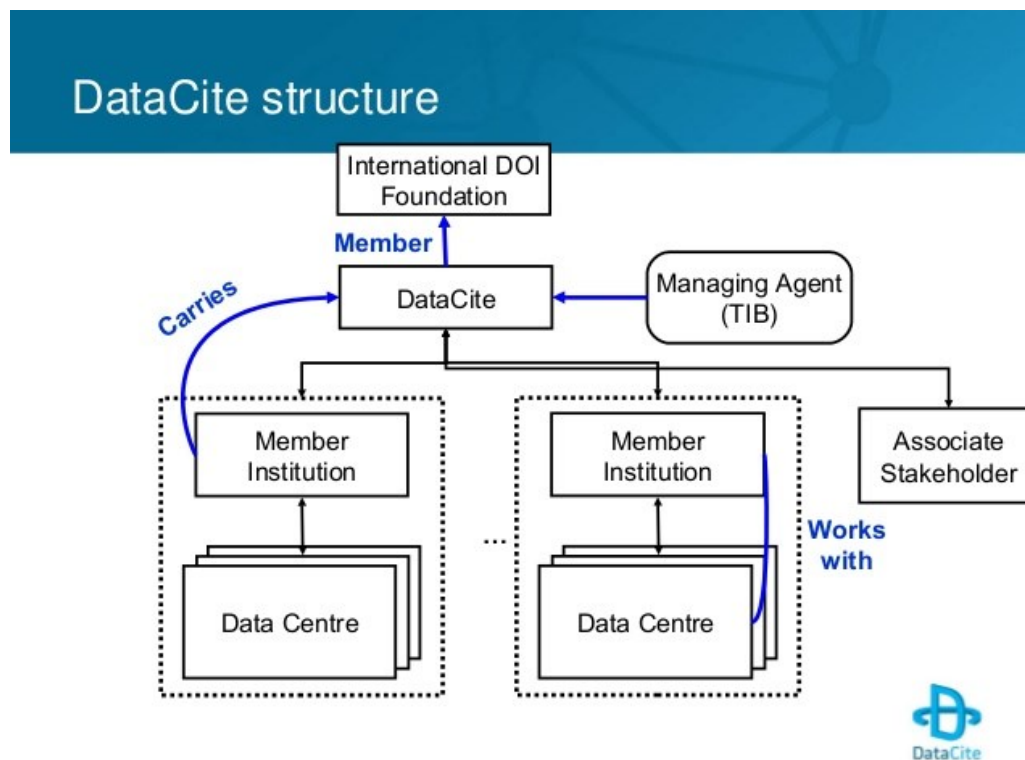 DataCite structure
International DOI
Foundation
Member
Carries
DataCite
Managing Agent
(TIB)
Member
Institution
Member
Institution
Associate
Stakeholder
...
Works
with
Data Centre
Data Centre
DataCite